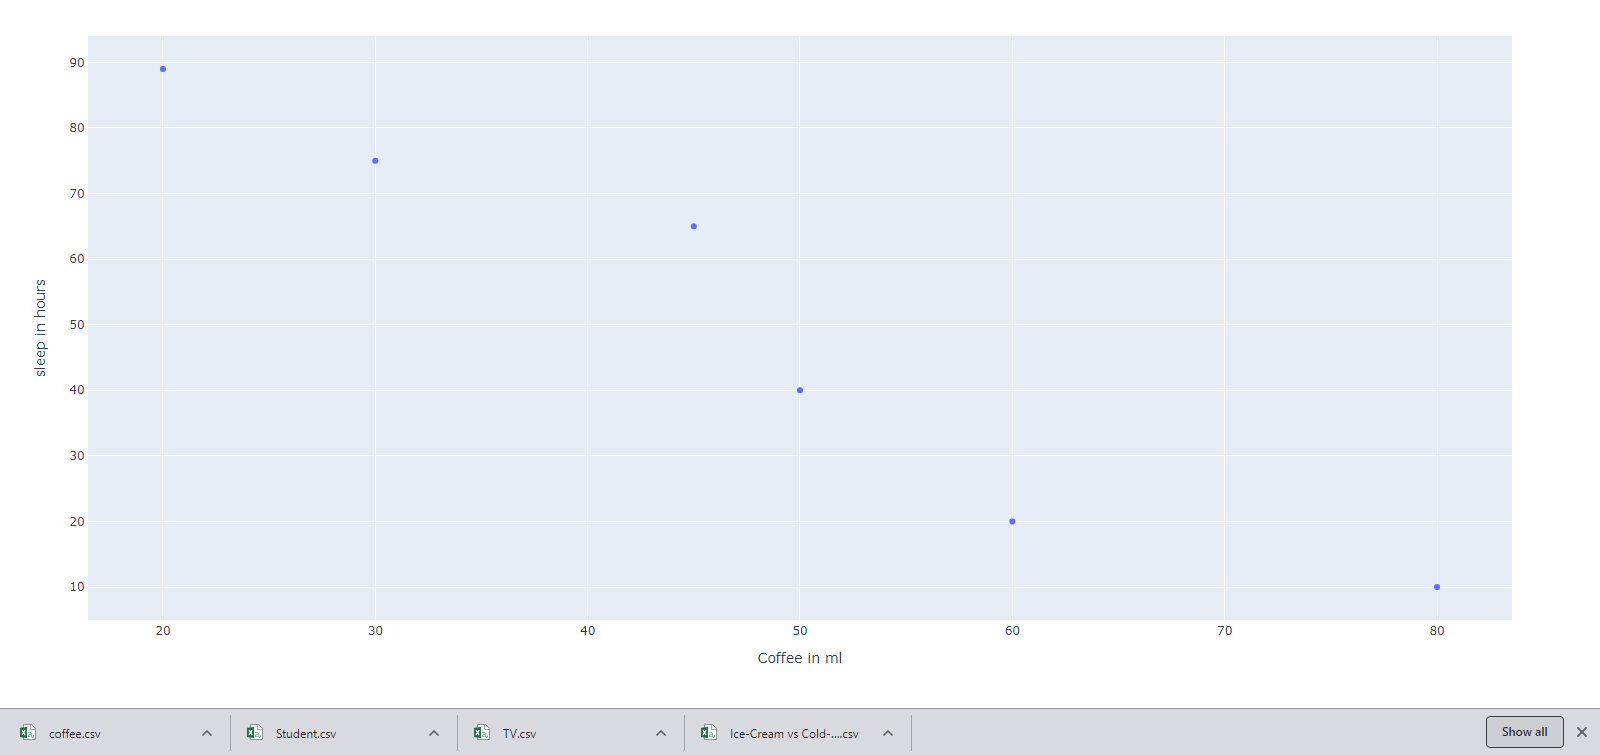 90
80
70
60
50
40
30
20
10
sleep in hours
20 30 40 50 60 70 80
Coffee in ml
coffee.csv Student.csv TV.csv Ice-Cream vs Cold-....csv Show all